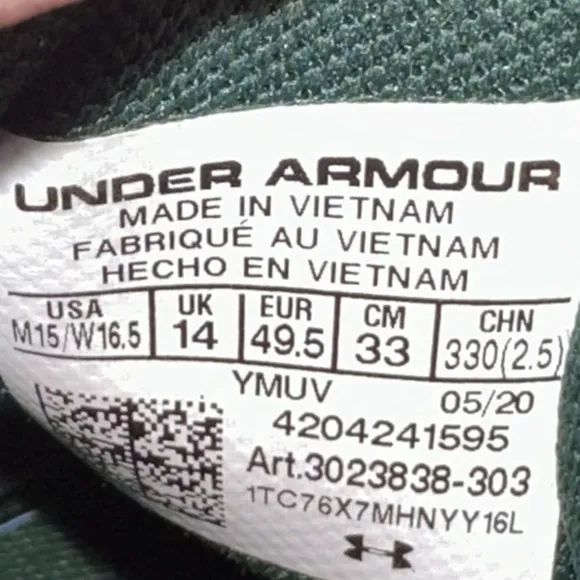 UNDER ARMOUR
MADE IN VIETNAM
FABRIQUÉ AU VIETNAM
HECHO EN VIETNAM
USA UK EUR CM CHN
M15/W16.5 14 49.5 33 330(2.5)
YMUV 05/20
4204241595
Art.3023838-303
1TC76X7MHNYY16L